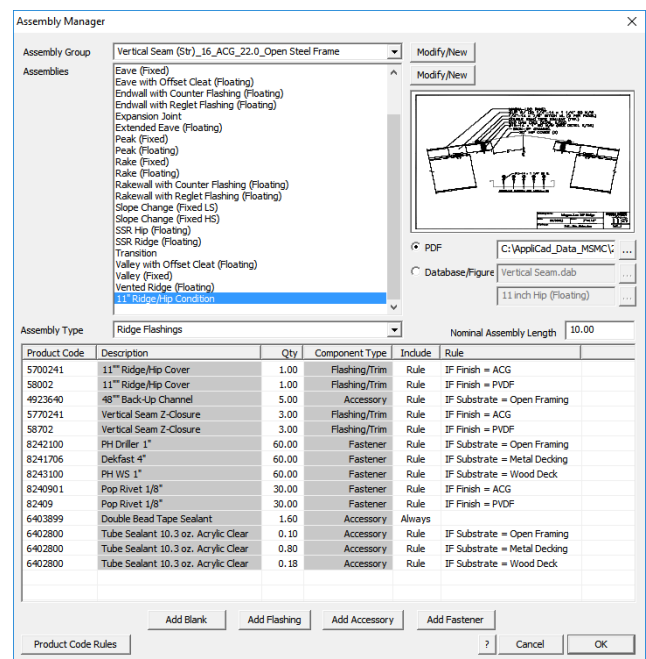 Assembly Manager
Assembly Group
Vertical Seam (Str)_16_ACG_22.0_Open Steel Frame
Modify/New
Assemblies
Modify/New
Eave (Fixed)
Eave with Offset Cleat (Floating)
Endwall with Counter Flashing (Floating)
Endwall with Reglet Flashing (Floating)
Expansion Joint
Extended Eave (Floating)
Peak (Fixed)
Peak (Floating)
Rake (Fixed)
Rake (Floating)
Rakewall with Counter Flashing (Floating)
Rakewall with Reglet Flashing (Floating)
Slope Change (Fixed LS)
Slope Change (Fixed HS)
SSR Hip (Floating)
SSR Ridge (Floating)
Transition
Valley with Offset Cleat (Floating)
Valley (Fixed)
Vented Ridge (Floating)
11" Ridge/Hip Condition
PDF
C:\AppliCad_Data_MSMC\
...
Database/Figure
Vertical Seam.dab
...
11 inch Hip (Floating)
...
Assembly Type
Ridge Flashings
Nominal Assembly Length
10.00
Product Code Description Qty Component Type Include Rule
5700241 11"" Ridge/Hip Cover 1.00 Flashing/Trim Rule IF Finish = ACG
58002 11"" Ridge/Hip Cover 1.00 Flashing/Trim Rule IF Finish = PVDF
4923640 48"" Back-Up Channel 5.00 Accessory Rule IF Substrate = Open Framing
5770241 Vertical Seam Z-Closure 3.00 Flashing/Trim Rule IF Finish = ACG
58702 Vertical Seam Z-Closure 3.00 Flashing/Trim Rule IF Finish = PVDF
8242100 PH Driller 1" 60.00 Fastener Rule IF Substrate = Open Framing
8241706 Dekfast 4" 60.00 Fastener Rule IF Substrate = Metal Decking
8243100 PH WS 1" 60.00 Fastener Rule IF Substrate = Wood Deck
8240901 Pop Rivet 1/8" 30.00 Fastener Rule IF Finish = ACG
82409 Pop Rivet 1/8" 30.00 Fastener Rule IF Finish = PVDF
6403899 Double Bead Tape Sealant 1.60 Accessory Always
6402800 Tube Sealant 10.3 oz. Acrylic Clear 0.10 Accessory Rule IF Substrate = Open Framing
6402800 Tube Sealant 10.3 oz. Acrylic Clear 0.80 Accessory Rule IF Substrate = Metal Decking
6402800 Tube Sealant 10.3 oz. Acrylic Clear 0.18 Accessory Rule IF Substrate = Wood Deck
Add Blank
Add Flashing
Add Accessory
Add Fastener
Product Code Rules
?
Cancel
OK